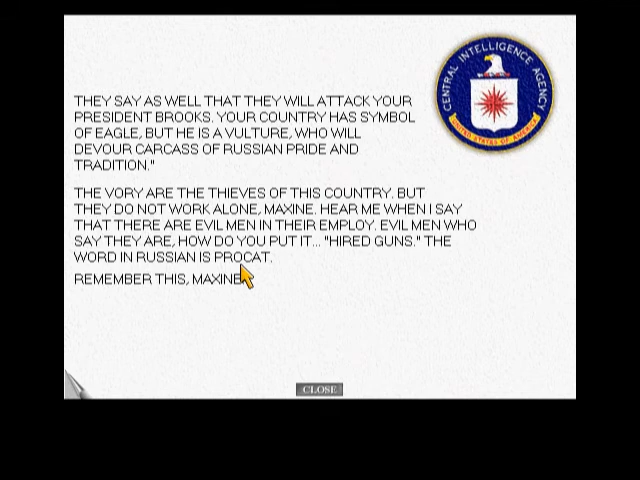 CENTRAL INTELLIGENCE AGENCY
UNITED STATES OF AMERICA
THEY SAY AS WELL THAT THEY WILL ATTACK YOUR
PRESIDENT BROOKS. YOUR COUNTRY HAS SYMBOL
OF EAGLE, BUT HE IS A VULTURE, WHO WILL
DEVOUR CARCASS OF RUSSIAN PRIDE AND
TRADITION."
THE VORY ARE THE THIEVES OF THIS COUNTRY. BUT
THEY DO NOT WORK ALONE, MAXINE. HEAR ME WHEN I SAY
THAT THERE ARE EVIL MEN IN THEIR EMPLOY. EVIL MEN WHO
SAY THEY ARE, HOW DO YOU PUT IT... "HIRED GUNS." THE
WORD IN RUSSIAN IS PROCAT.
REMEMBER THIS, MAXINE
CLOSE